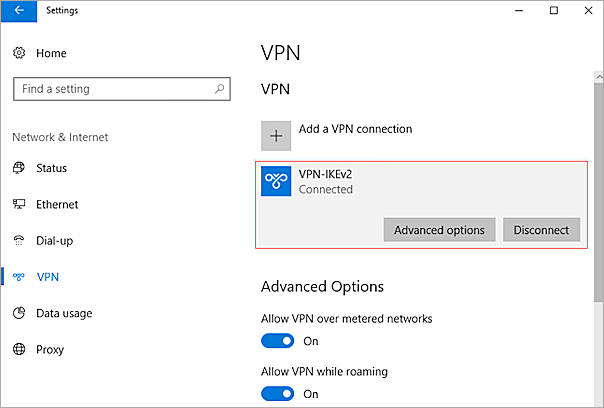 Settings
Home
Find a setting
Network & Internet
Status
Ethernet
Dial-up
VPN
Data usage
Proxy
VPN
VPN
Add a VPN connection
VPN-IKEv2
Connected
Advanced options Disconnect
Advanced Options
Allow VPN over metered networks
On
Allow VPN while roaming
On